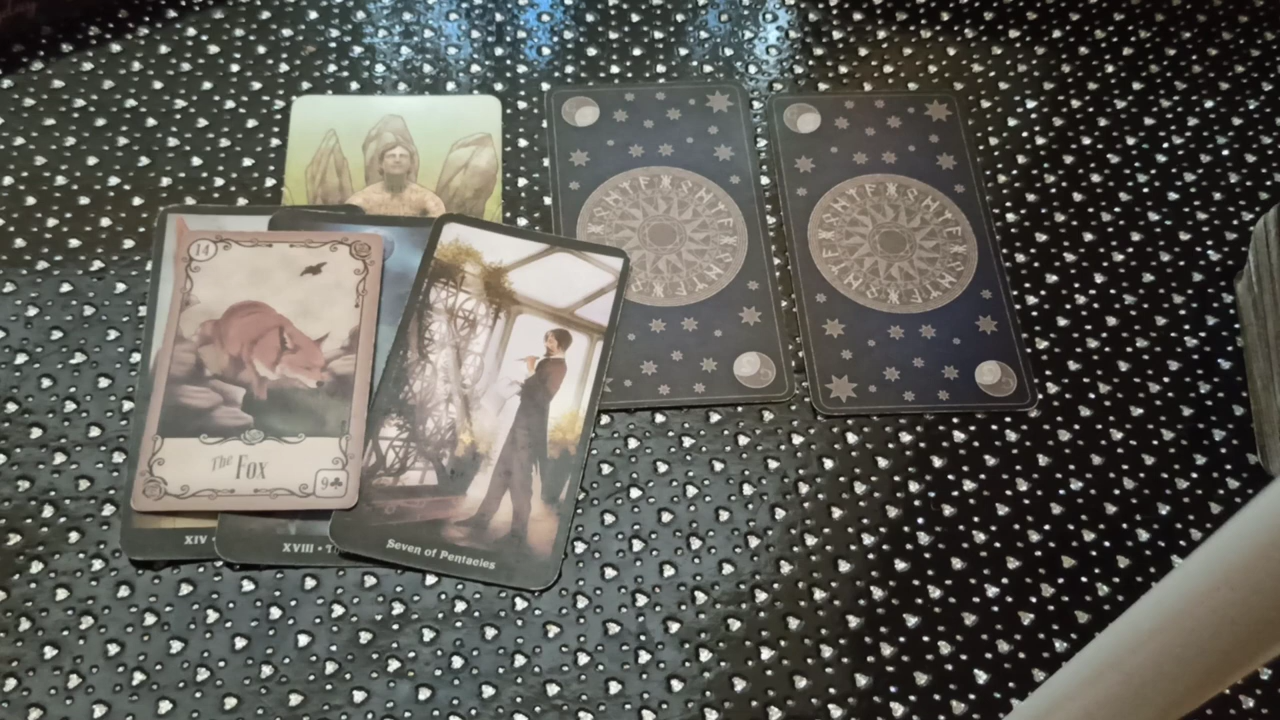 14
The Fox
9♣
XIV
XVIII
Seven of Pentacles